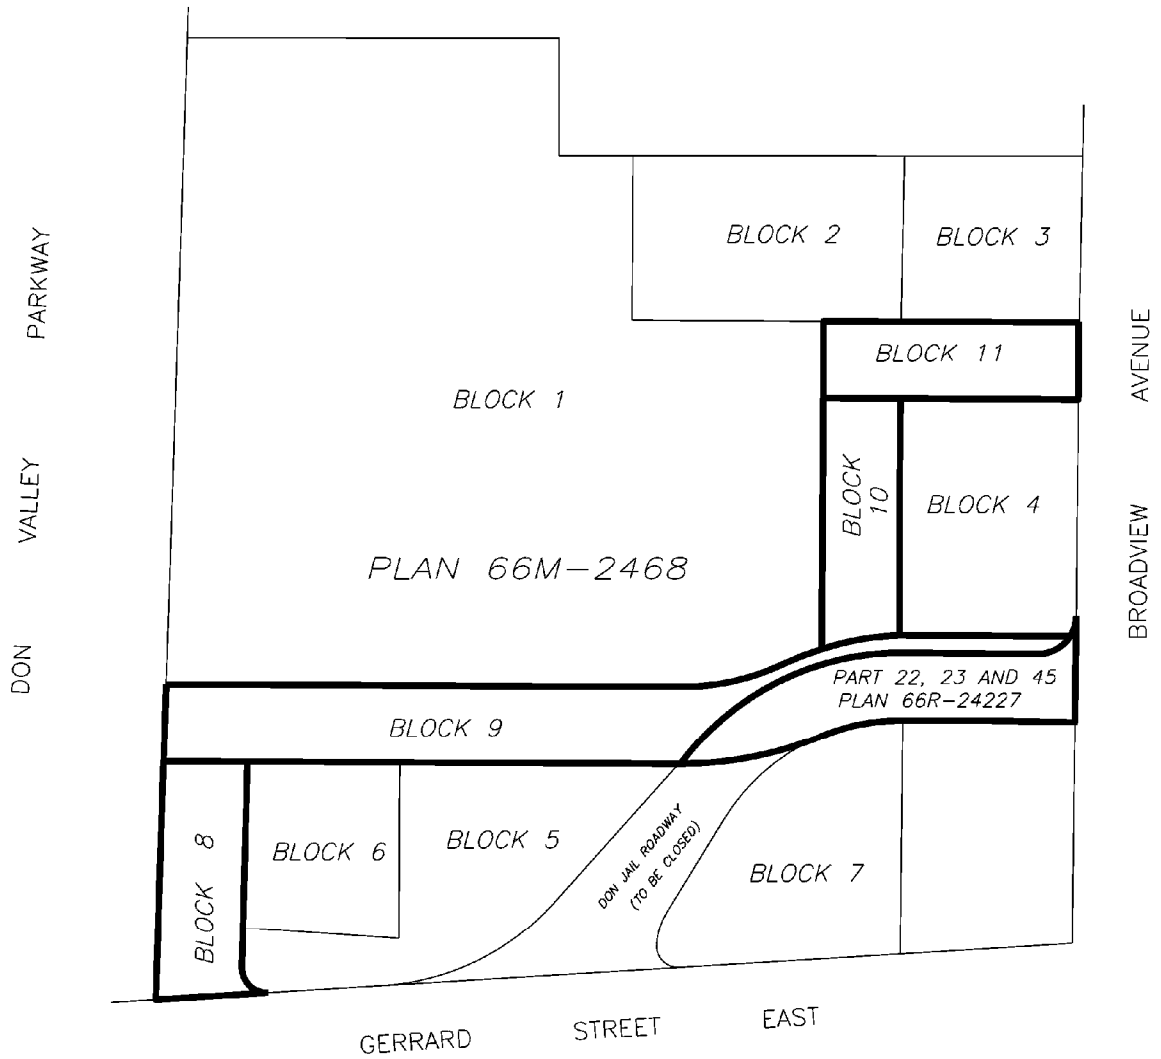 BLOCK 2
BLOCK 3
PARKWAY
VALLEY
DON
AVENUE
BROADVIEW
BLOCK 11
BLOCK 1
BLOCK
10
BLOCK 4
PLAN 66M-2468
PART 22, 23 AND 45
PLAN 66R-24227
BLOCK 9
BLOCK 8
BLOCK 6
BLOCK 5
DON JAIL ROADWAY
(TO BE CLOSED)
BLOCK 7
GERRARD STREET EAST